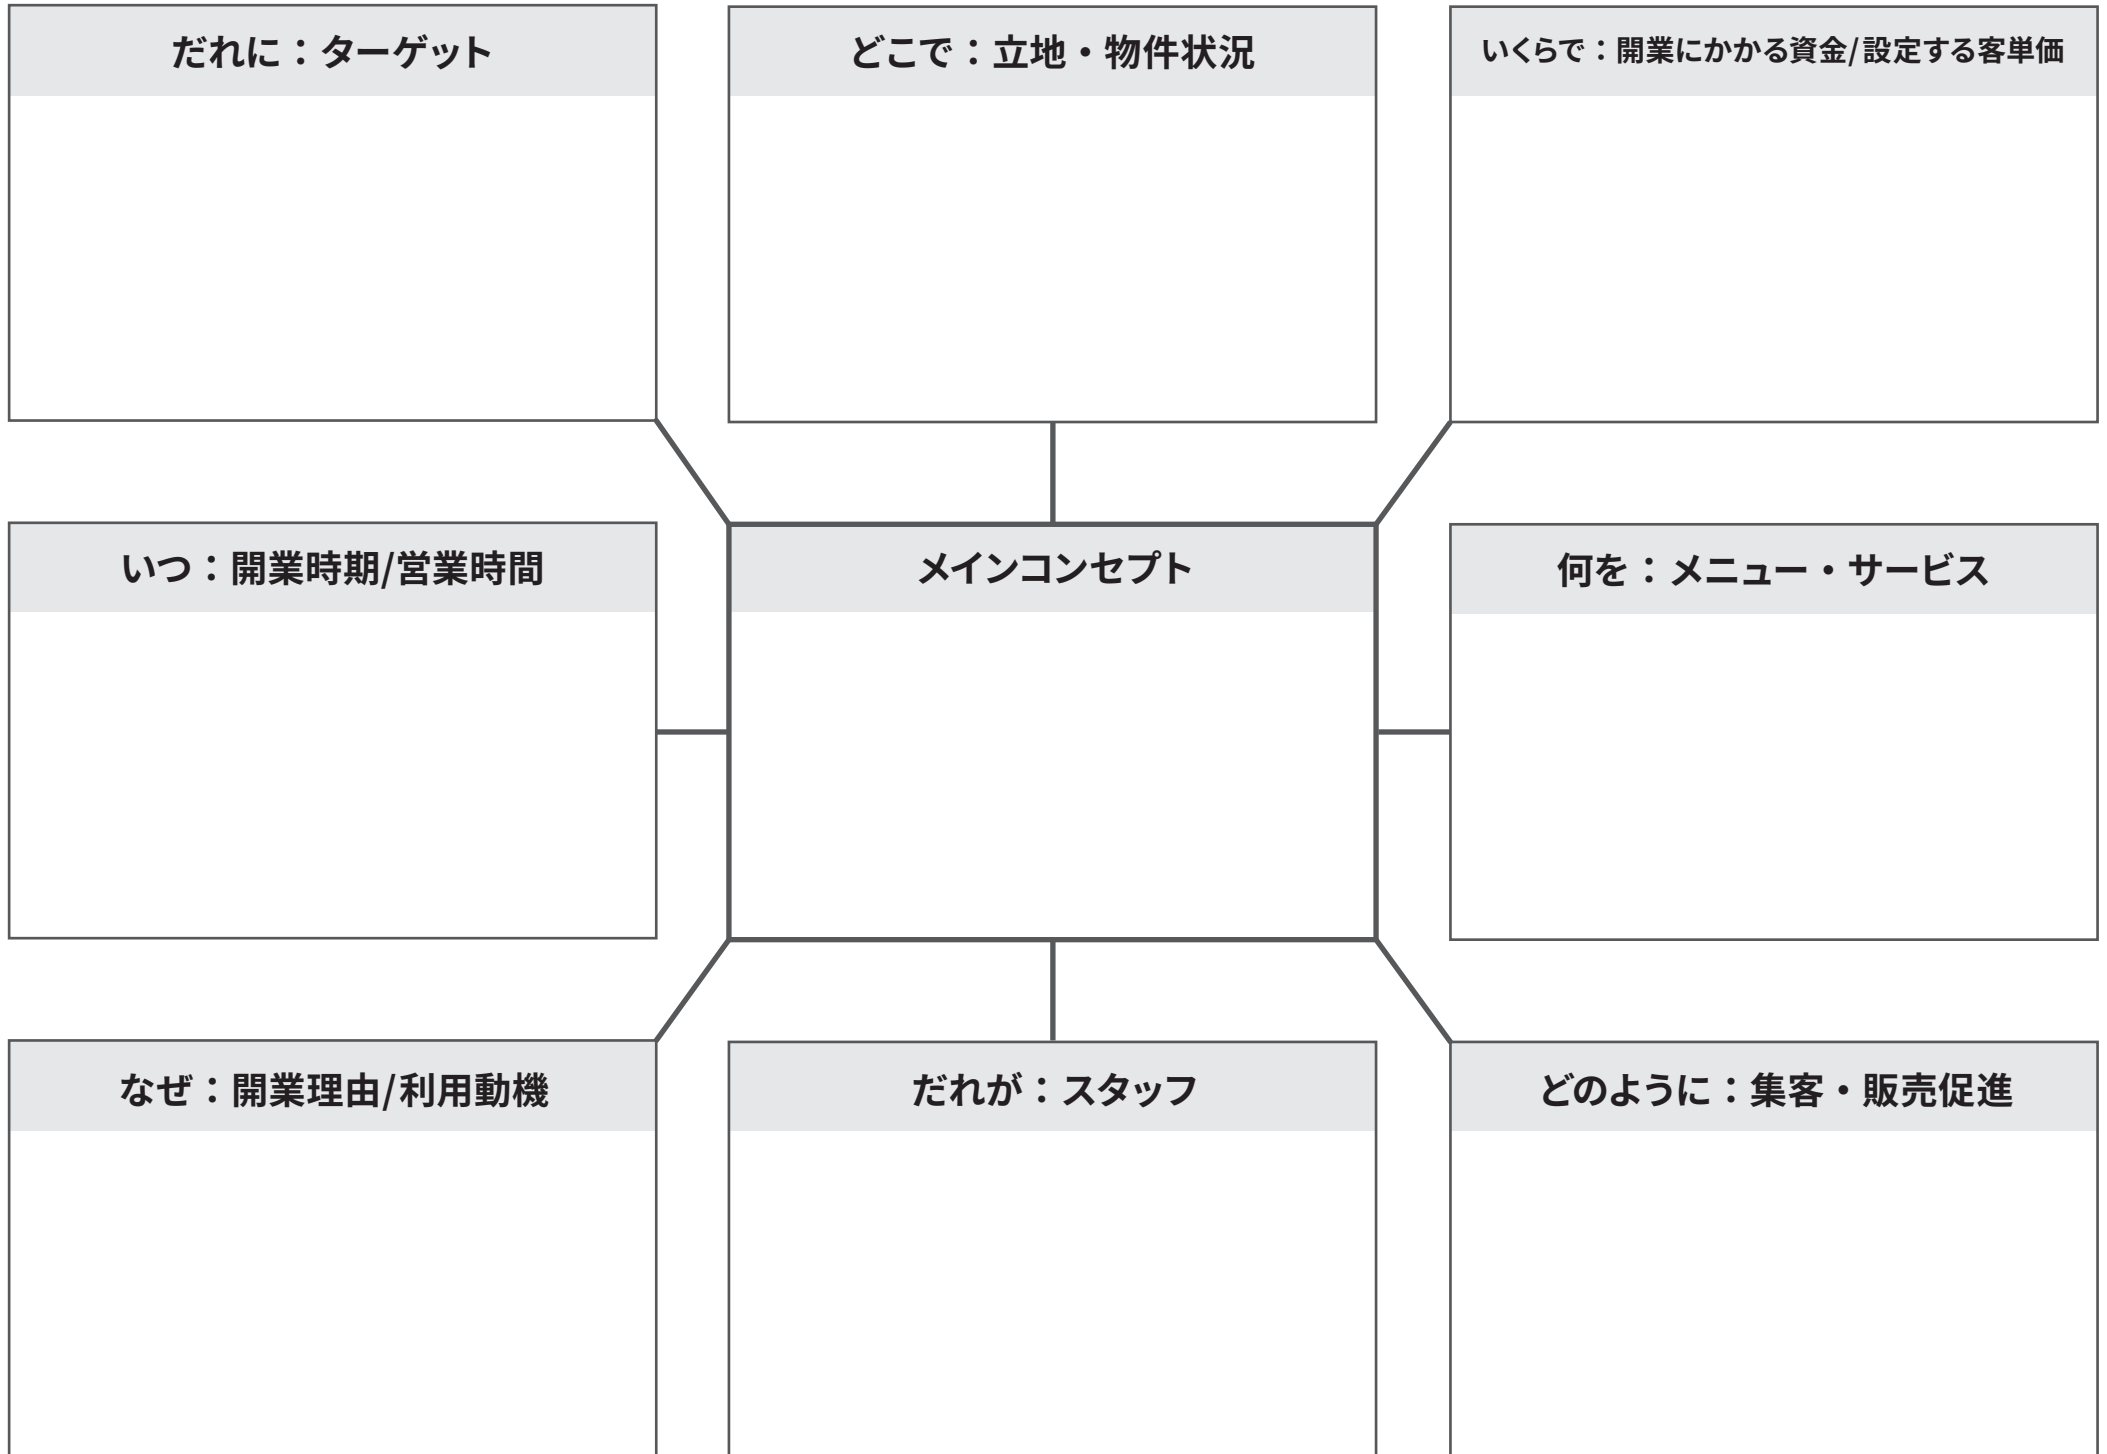 だれに：ターゲット
どこで：立地・物件状況
いくらで：開業にかかる資金/設定する客単価
いつ：開業時期/営業時間
メインコンセプト
何を：メニュー・サービス
なぜ：開業理由/利用動機
だれが：スタッフ
どのように：集客・販売促進